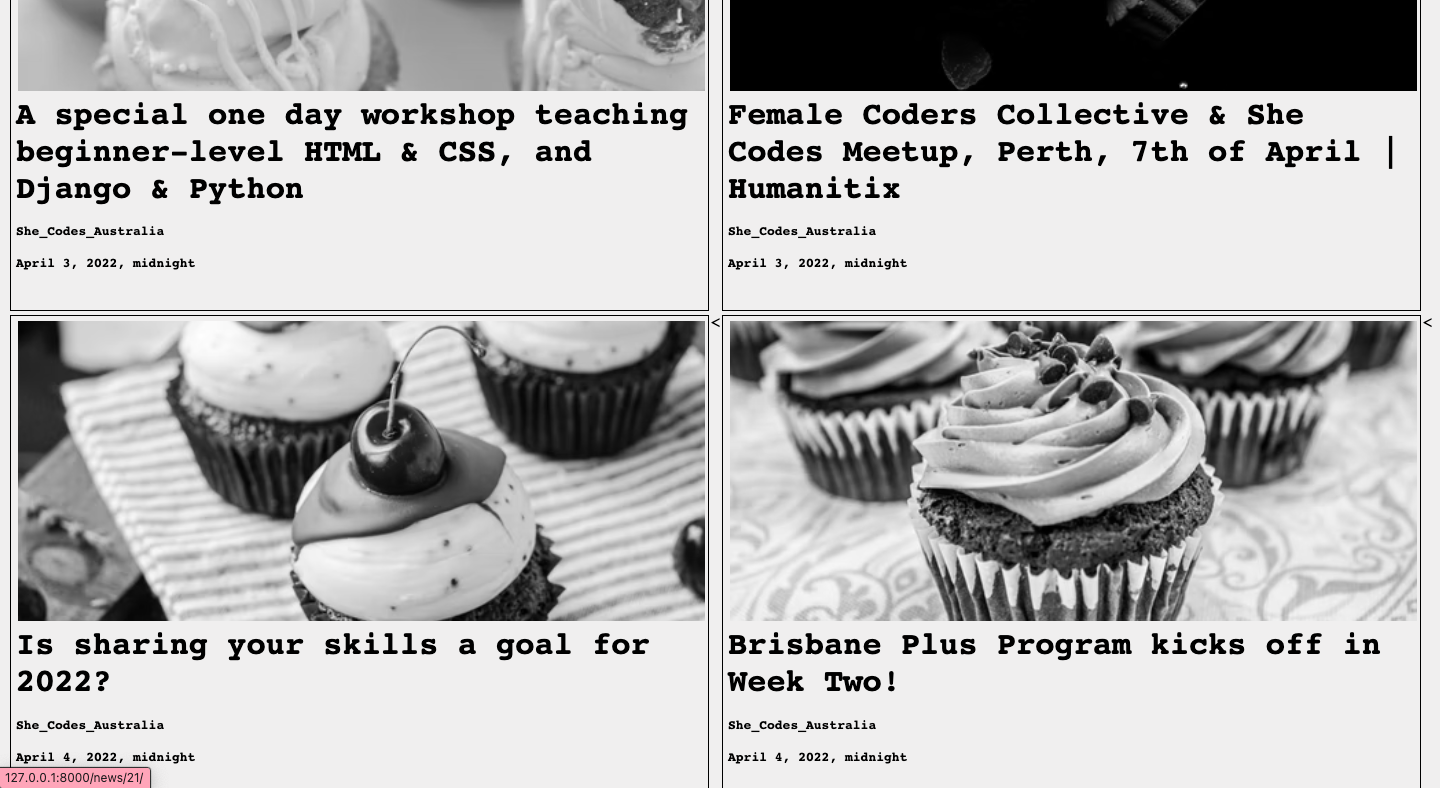 A special one day workshop teaching
beginner-level HTML & CSS, and
Django & Python
She_Codes_Australia
April 3, 2022, midnight
Female Coders Collective & She
Codes Meetup, Perth, 7th of April |
Humanitix
She_Codes_Australia
April 3, 2022, midnight
<
<
Is sharing your skills a goal for
2022?
She_Codes_Australia
April 4, 2022, midnight
Brisbane Plus Program kicks off in
Week Two!
She_Codes_Australia
April 4, 2022, midnight
127.0.0.1:8000/news/21/